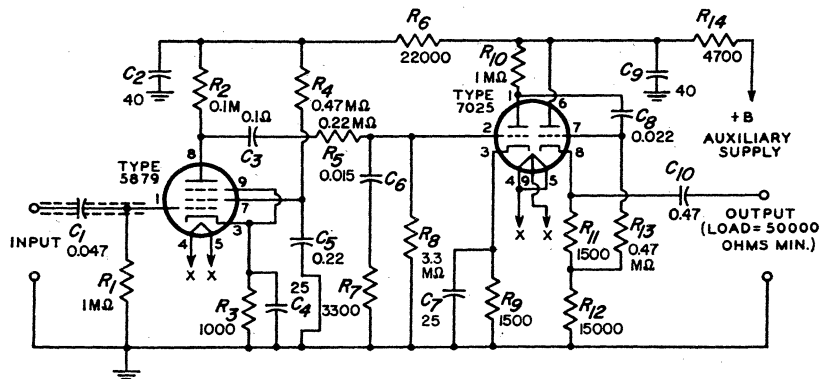 R6
22000
R14
4700
C2
40
R2
0.1M
R4
0.47MΩ
0.22MΩ
0.1Ω
C3
R5
0.015
R10
1MΩ
TYPE
7025
C9
40
+B
AUXILIARY
SUPPLY
C8
0.022
1
6
2
7
3
8
4
9
5
X
X
TYPE
5879
8
1
9
7
3
4
5
X
X
C6
C1
0.047
INPUT
R1
1MΩ
C5
0.22
R8
3.3
MΩ
C10
0.47
OUTPUT
(LOAD=50000
OHMS MIN.)
R11
1500
R13
0.47
MΩ
R3
1000
25
C4
3300
R7
C7
25
R9
1500
R12
15000